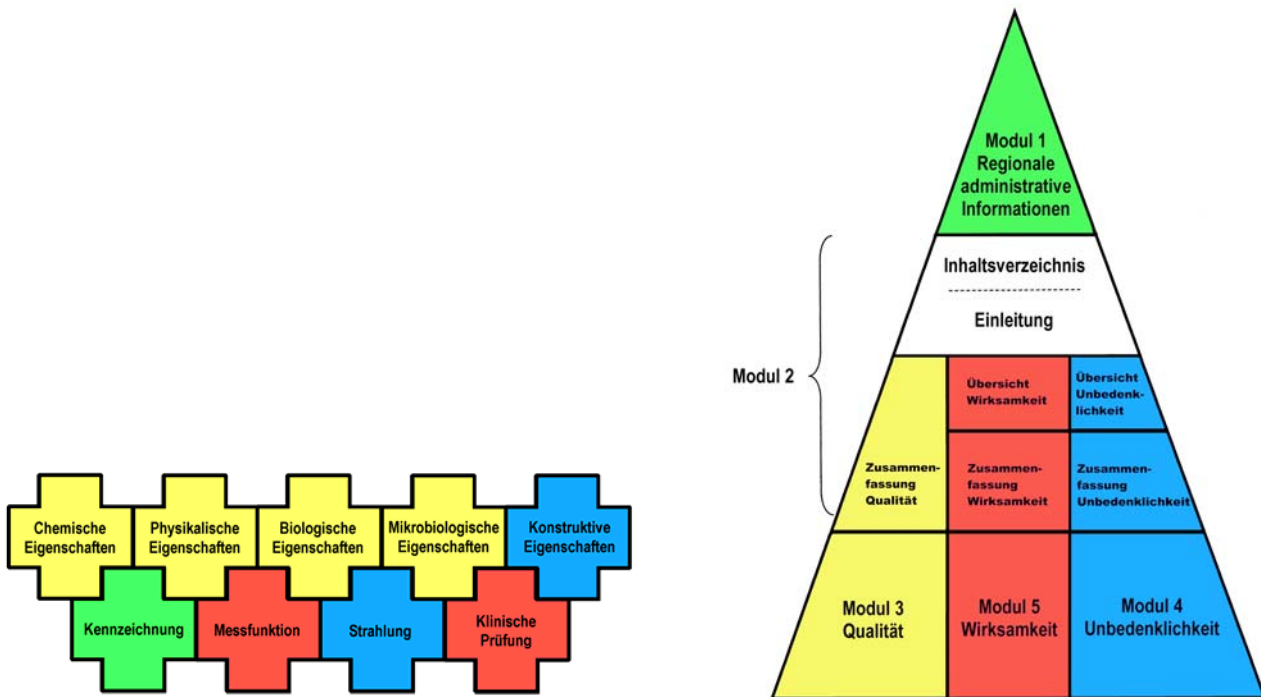 Chemische
Eigenschaften
Physikalische
Eigenschaften
Biologische
Eigenschaften
Mikrobiologische
Eigenschaften
Konstruktive
Eigenschaften
Kennzeichnung
Messfunktion
Strahlung
Klinische
Prüfung
Modul 1
Regionale
administrative
Informationen
Inhaltsverzeichnis
Einleitung
Modul 2
Übersicht
Wirksamkeit
Übersicht
Unbedenk-
lichkeit
Zusammen-
fassung
Qualität
Zusammen-
fassung
Wirksamkeit
Zusammen-
fassung
Unbedenklichkeit
Modul 3
Qualität
Modul 5
Wirksamkeit
Modul 4
Unbedenklichkeit